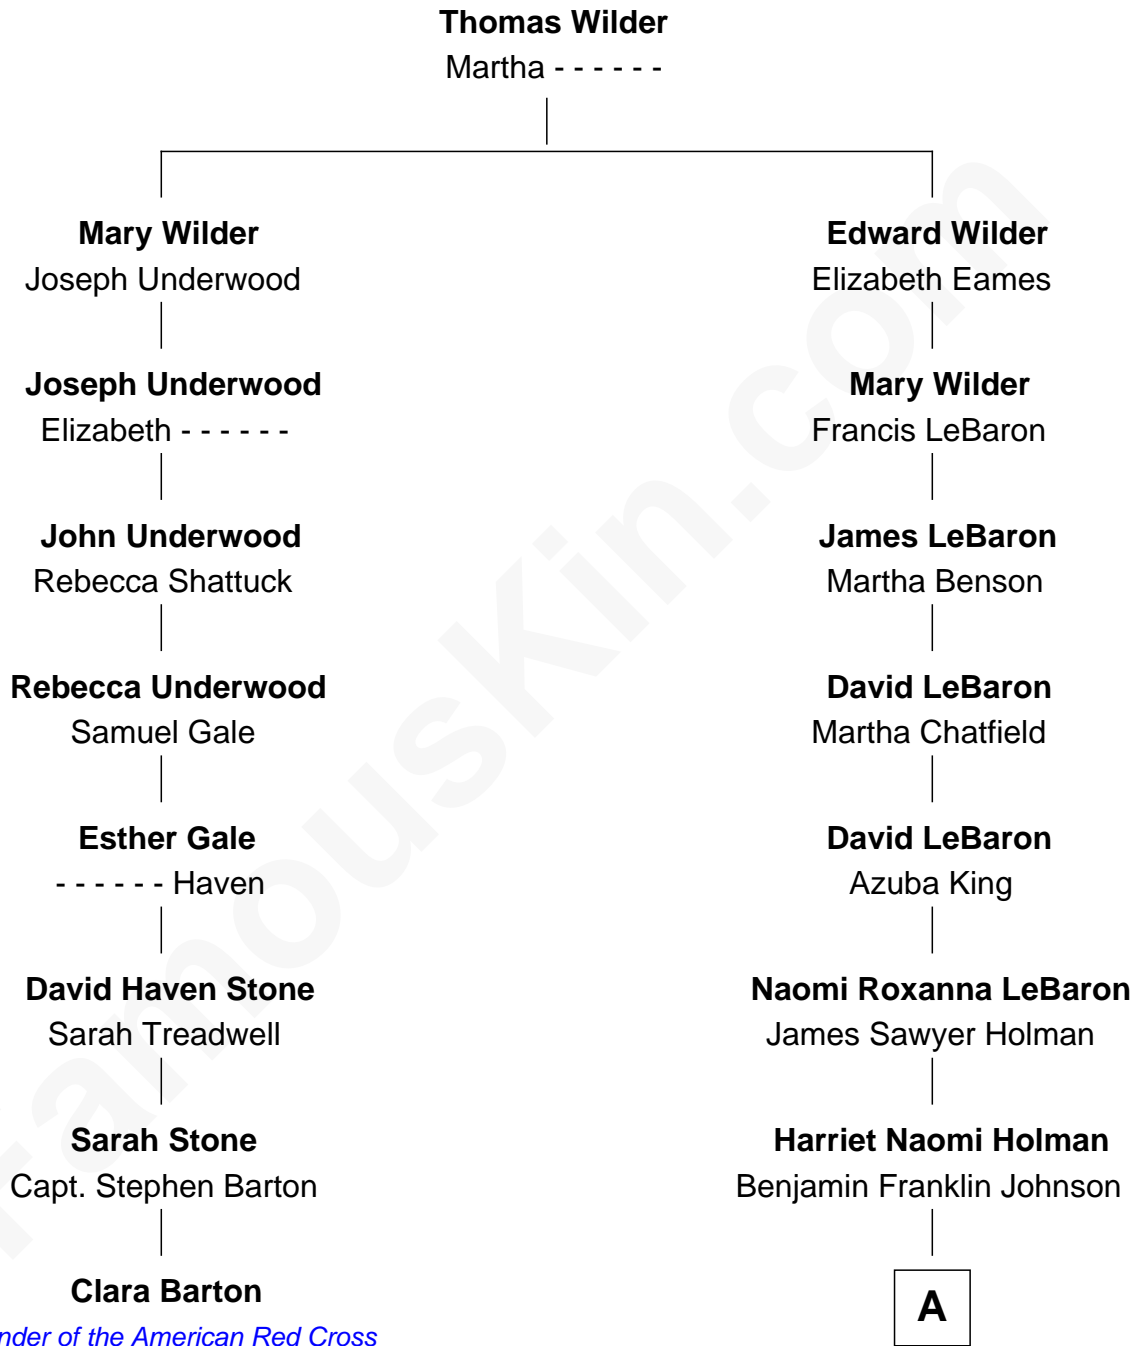 Thomas Wilder
Martha - - - - - -
Mary Wilder
Joseph Underwood
Joseph Underwood
Elizabeth - - - - - -
John Underwood
Rebecca Shattuck
Rebecca Underwood
Samuel Gale
Esther Gale
- - - - - - Haven
David Haven Stone
Sarah Treadwell
Sarah Stone
Capt. Stephen Barton
Clara Barton
nder of the American Red Cross
Edward Wilder
Elizabeth Eames
Mary Wilder
Francis LeBaron
James LeBaron
Martha Benson
David LeBaron
Martha Chatfield
David LeBaron
Azuba King
Naomi Roxanna LeBaron
James Sawyer Holman
Harriet Naomi Holman
Benjamin Franklin Johnson
A
FamousKin.com